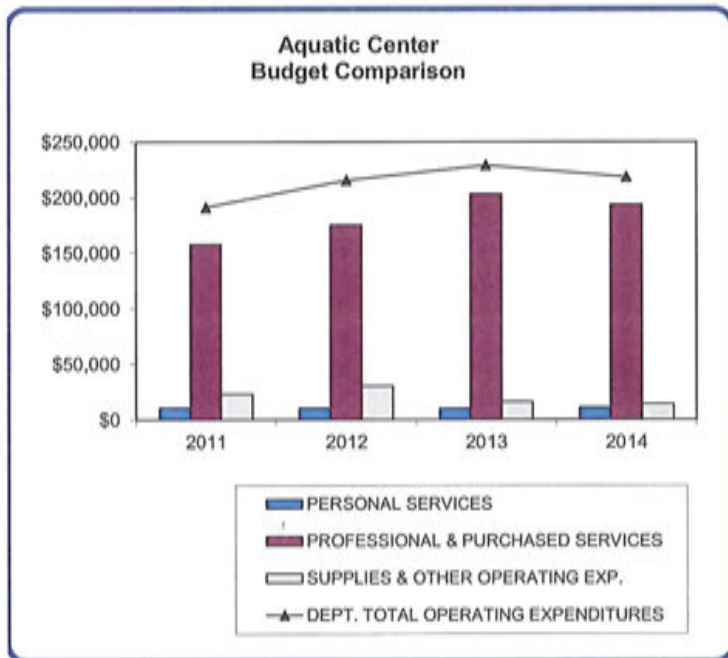 Aquatic Center
Budget Comparison
$250,000
$200,000
$150,000
$100,000
$50,000
$0
2011
2012
2013
2014
PERSONAL SERVICES
PROFESSIONAL & PURCHASED SERVICES
SUPPLIES & OTHER OPERATING EXP.
DEPT. TOTAL OPERATING EXPENDITURES